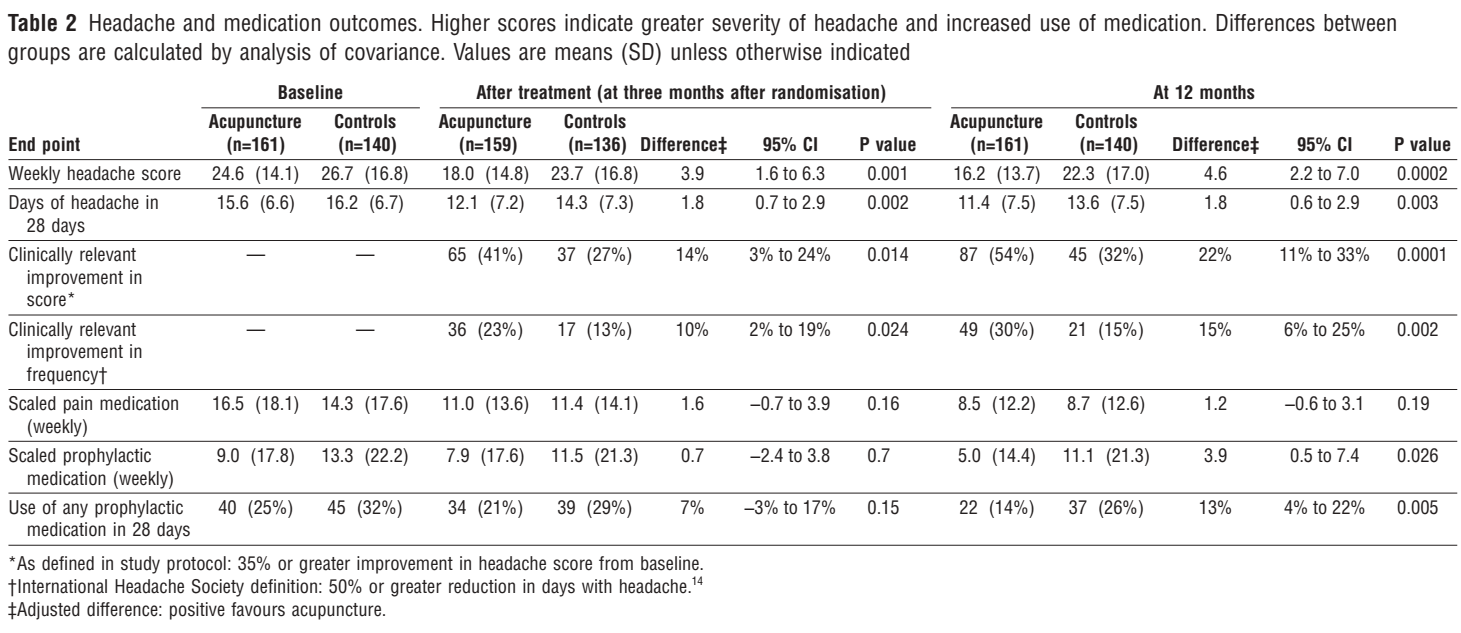 Table 2 Headache and medication outcomes. Higher scores indicate greater severity of headache and increased use of medication. Differences between
groups are calculated by analysis of covariance. Values are means (SD) unless otherwise indicated
Baseline After treatment (at three months after randomisation) At 12 months
Acupuncture Controls Acupuncture Controls Acupuncture Controls
End point (n=161) (n=140) (n=159) (n=136) Difference‡ 95% CI P value (n=161) (n=140) Difference‡ 95% CI P value
Weekly headache score 24.6 (14.1) 26.7 (16.8) 18.0 (14.8) 23.7 (16.8) 3.9 1.6 to 6.3 0.001 16.2 (13.7) 22.3 (17.0) 4.6 2.2 to 7.0 0.0002
Days of headache in 15.6 (6.6) 16.2 (6.7) 12.1 (7.2) 14.3 (7.3) 1.8 0.7 to 2.9 0.002 11.4 (7.5) 13.6 (7.5) 1.8 0.6 to 2.9 0.003
28 days
Clinically relevant — — 65 (41%) 37 (27%) 14% 3% to 24% 0.014 87 (54%) 45 (32%) 22% 11% to 33% 0.0001
improvement in
score*
Clinically relevant — — 36 (23%) 17 (13%) 10% 2% to 19% 0.024 49 (30%) 21 (15%) 15% 6% to 25% 0.002
improvement in
frequency†
Scaled pain medication 16.5 (18.1) 14.3 (17.6) 11.0 (13.6) 11.4 (14.1) 1.6 –0.7 to 3.9 0.16 8.5 (12.2) 8.7 (12.6) 1.2 –0.6 to 3.1 0.19
(weekly)
Scaled prophylactic 9.0 (17.8) 13.3 (22.2) 7.9 (17.6) 11.5 (21.3) 0.7 –2.4 to 3.8 0.7 5.0 (14.4) 11.1 (21.3) 3.9 0.5 to 7.4 0.026
medication (weekly)
Use of any prophylactic 40 (25%) 45 (32%) 34 (21%) 39 (29%) 7% –3% to 17% 0.15 22 (14%) 37 (26%) 13% 4% to 22% 0.005
medication in 28 days
*As defined in study protocol: 35% or greater improvement in headache score from baseline.
†International Headache Society definition: 50% or greater reduction in days with headache.14
‡Adjusted difference: positive favours acupuncture.